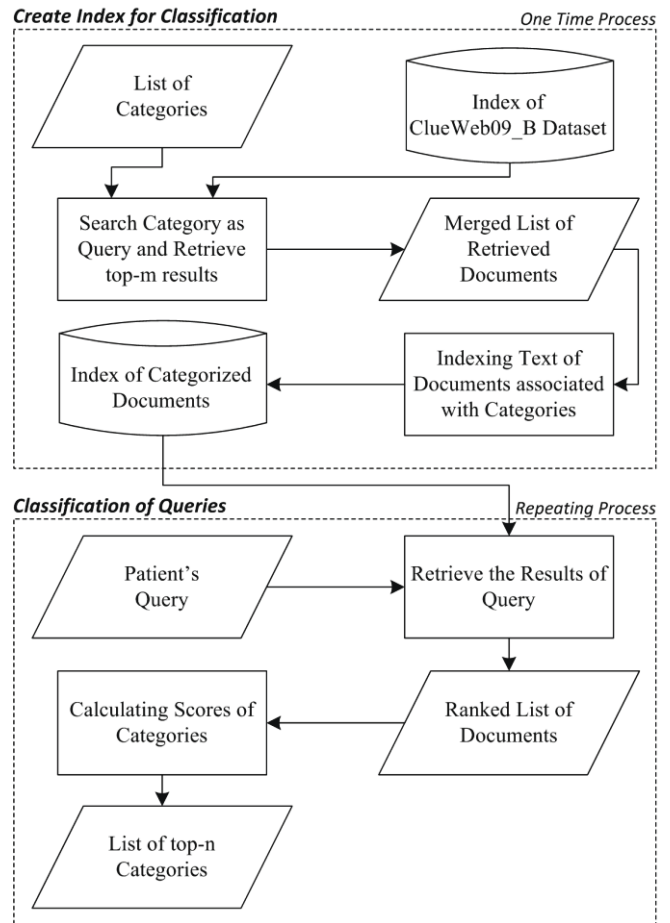 Create Index for Classification
One Time Process
List of
Categories
Index of
ClueWeb09_B Dataset
Search Category as
Query and Retrieve
top-m results
Merged List of
Retrieved
Documents
Index of Categorized
Documents
Indexing Text of
Documents associated
with Categories
Classification of Queries
Repeating Process
Patient's
Query
Retrieve the Results of
Query
Calculating Scores of
Categories
Ranked List of
Documents
List of top-n
Categories